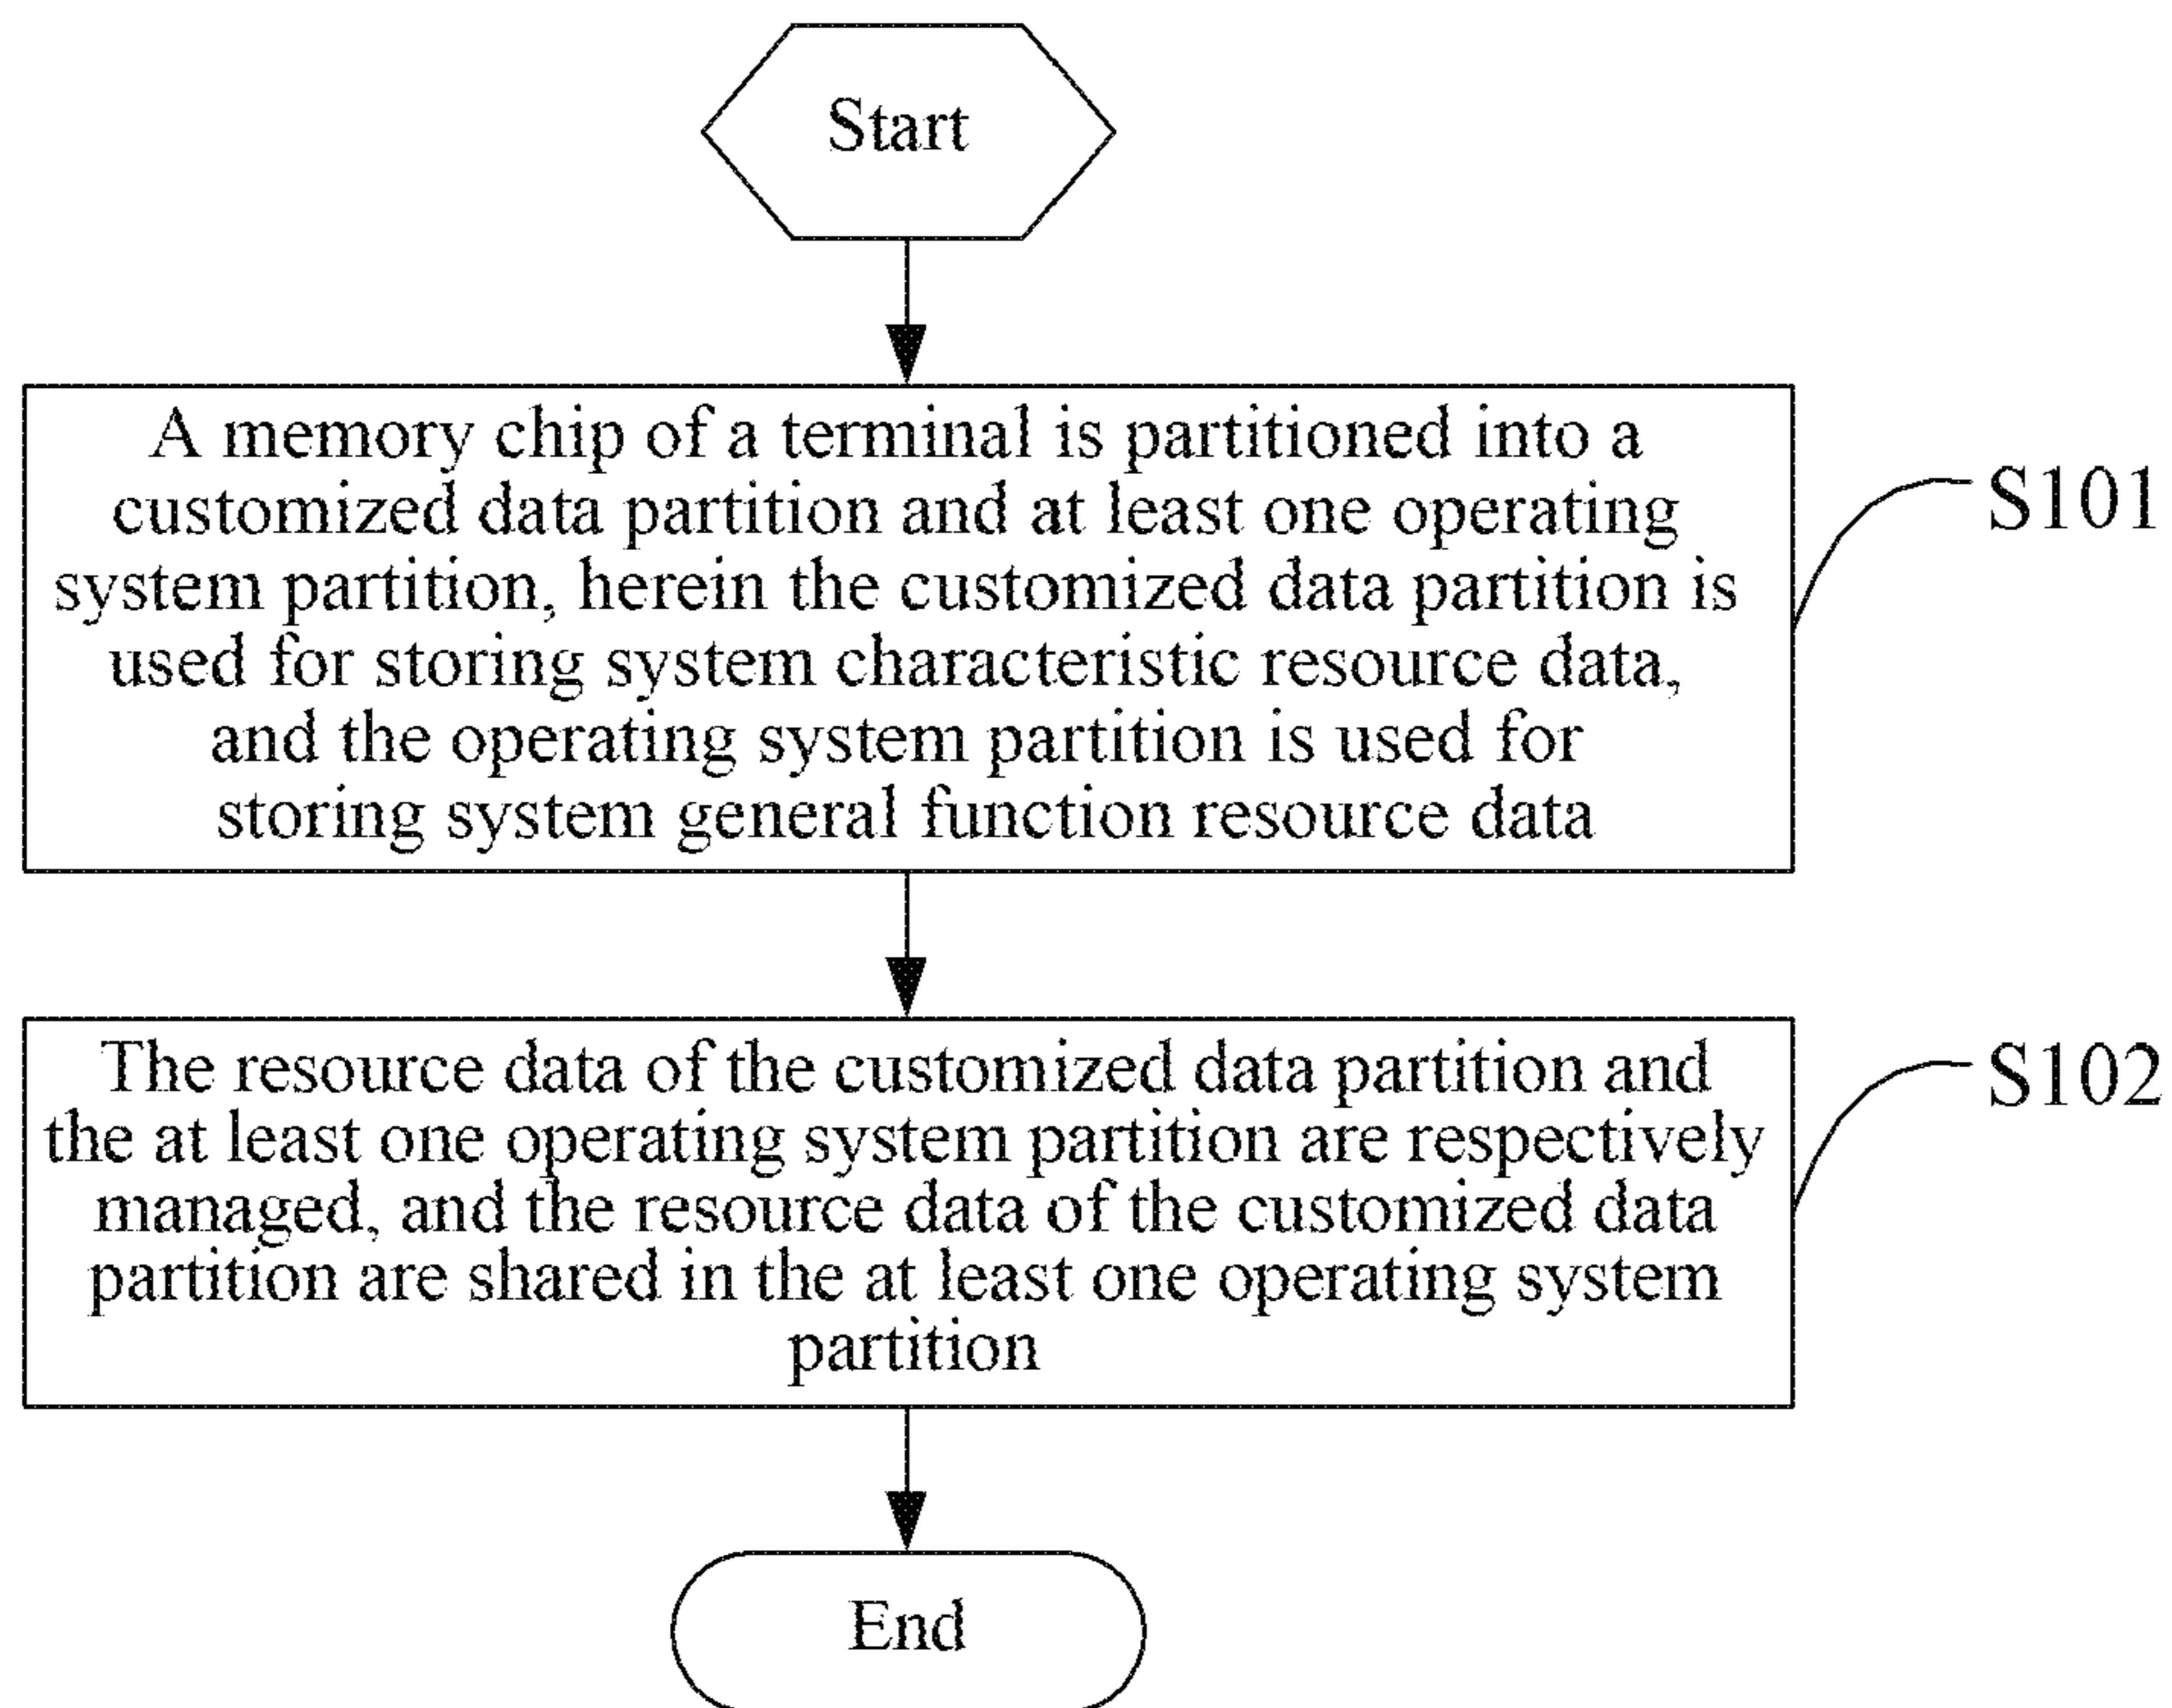 Start
A memory chip of a terminal is partitioned into a
customized data partition and at least one operating
system partition, herein the customized data partition is
used for storing system characteristic resource data,
and the operating system partition is used for
storing system general function resource data
S101
The resource data of the customized data partition and
the at least one operating system partition are respectively
managed, and the resource data of the customized data
partition are shared in the at least one operating system
partition
S102
End